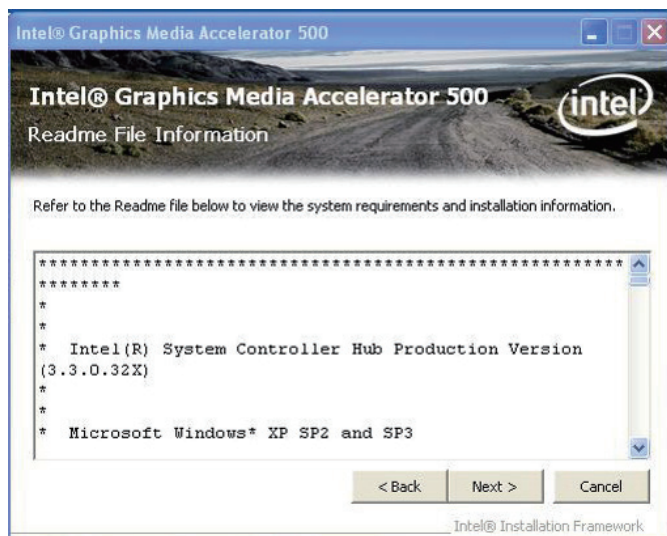 Intel® Graphics Media Accelerator 500
Intel® Graphics Media Accelerator 500
intel
Readme File Information
Refer to the Readme file below to view the system requirements and installation information.
********************************************************
********
*
*
* Intel(R) System Controller Hub Production Version
(3.3.0.32X)
*
*
* Microsoft Windows* XP SP2 and SP3
< Back
Next >
Cancel
Intel® Installation Framework